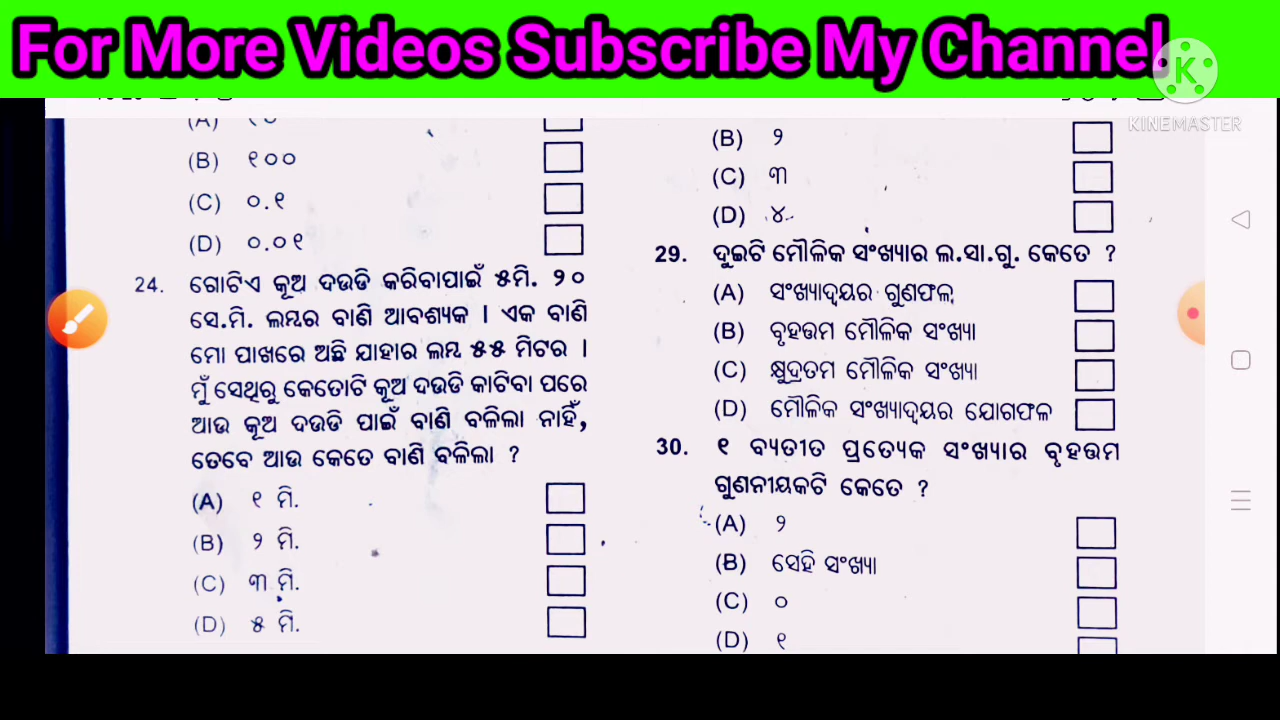 For More Videos Subscribe My Channel.
K
KINEMASTER
(A) ୧୦
(B) ୧୦୦
(C) ୦.୧
(D) ୦.୦୧
24. ଗୋଟିଏ କୂଅ ଦଉଡି କରିବାପାଇଁ ୫ମି. ୨୦
ସେ.ମି. ଲମ୍ବର ବାଣି ଆବଶ୍ୟକ । ଏକ ବାଣି
ମୋ ପାଖରେ ଅଛି ଯାହାର ଲମ୍ବ ୫୫ ମିଟର ।
ମୁଁ ସେଥିରୁ କେତୋଟି କୂଅ ଦଉଡି କାଟିବା ପରେ
ଆଉ କୂଅ ଦଉଡି ପାଇଁ ବାଣି ବଳିଲା ନାହିଁ,
ତେବେ ଆଉ କେତେ ବାଣି ବଳିଲା ?
(A) ୧ ମି.
(B) ୨ ମି.
(C) ୩ ମି.
(D) ୫ ମି.
(B) ୨
(C) ୩
(D) ୪
29. ଦୁଇଟି ମୌଳିକ ସଂଖ୍ୟାର ଲ.ସା.ଗୁ. କେତେ ?
(A) ସଂଖ୍ୟାଦ୍ୱୟର ଗୁଣଫଳ
(B) ବୃହତ୍ତମ ମୌଳିକ ସଂଖ୍ୟା
(C) କ୍ଷୁଦ୍ରତମ ମୌଳିକ ସଂଖ୍ୟା
(D) ମୌଳିକ ସଂଖ୍ୟାଦ୍ୱୟର ଯୋଗଫଳ
30. ୧ ବ୍ୟତୀତ ପ୍ରତ୍ୟେକ ସଂଖ୍ୟାର ବୃହତ୍ତମ
ଗୁଣନୀୟକଟି କେତେ ?
(A) ୨
(B) ସେହି ସଂଖ୍ୟା
(C) ୦
(D) ୧